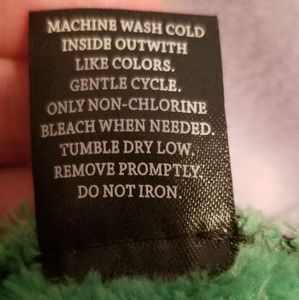 MACHINE WASH COLD
INSIDE OUTWITH
LIKE COLORS.
GENTLE CYCLE.
ONLY NON-CHLORINE
BLEACH WHEN NEEDED.
TUMBLE DRY LOW.
REMOVE PROMPTLY.
DO NOT IRON.